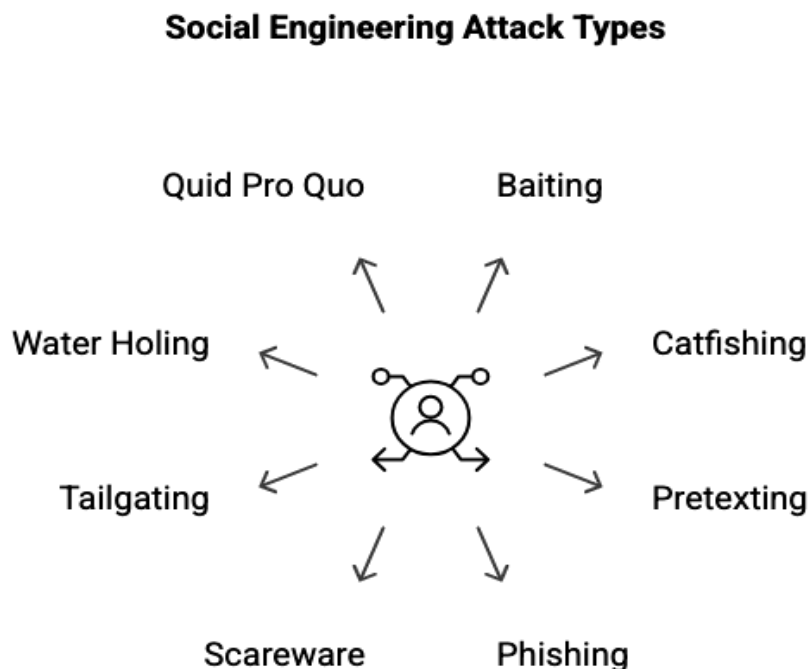 Social Engineering Attack Types
Quid Pro Quo
Baiting
Water Holing
Catfishing
Tailgating
Pretexting
Scareware
Phishing